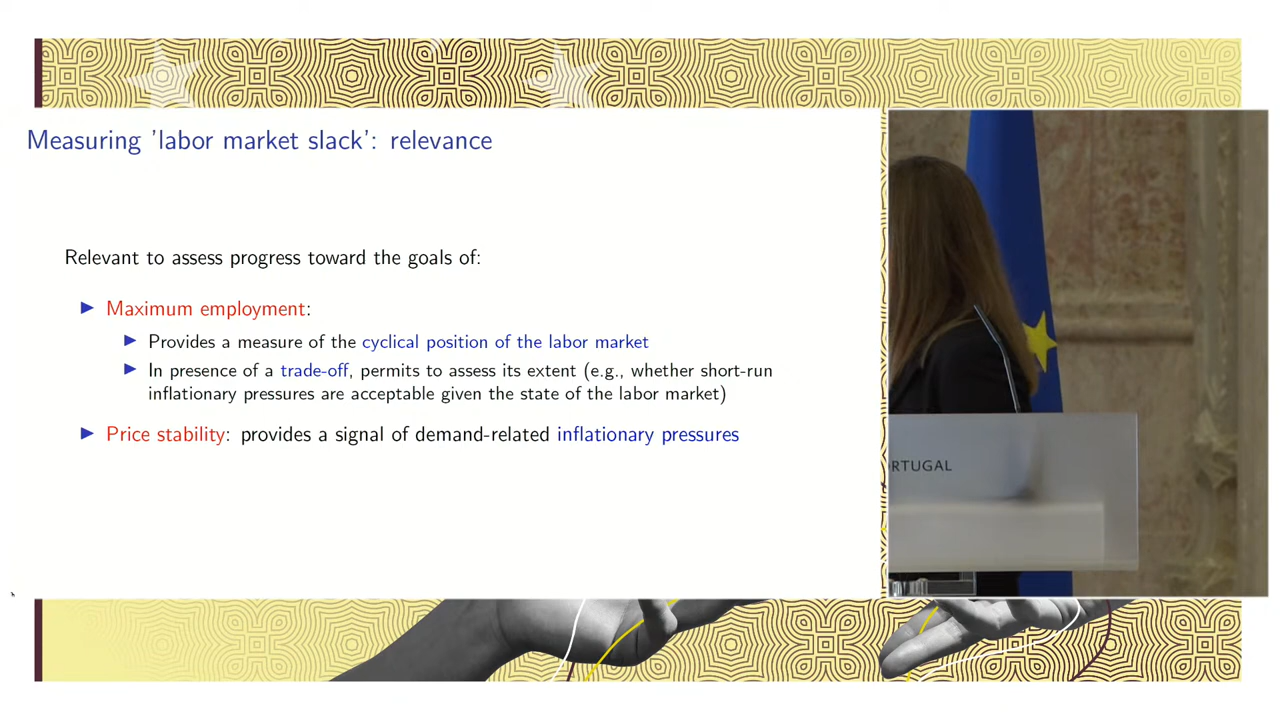 Measuring 'labor market slack': relevance
Relevant to assess progress toward the goals of:
Maximum employment:
Provides a measure of the cyclical position of the labor market
In presence of a trade-off, permits to assess its extent (e.g., whether short-run
inflationary pressures are acceptable given the state of the labor market)
Price stability: provides a signal of demand-related inflationary pressures
RTUGAL